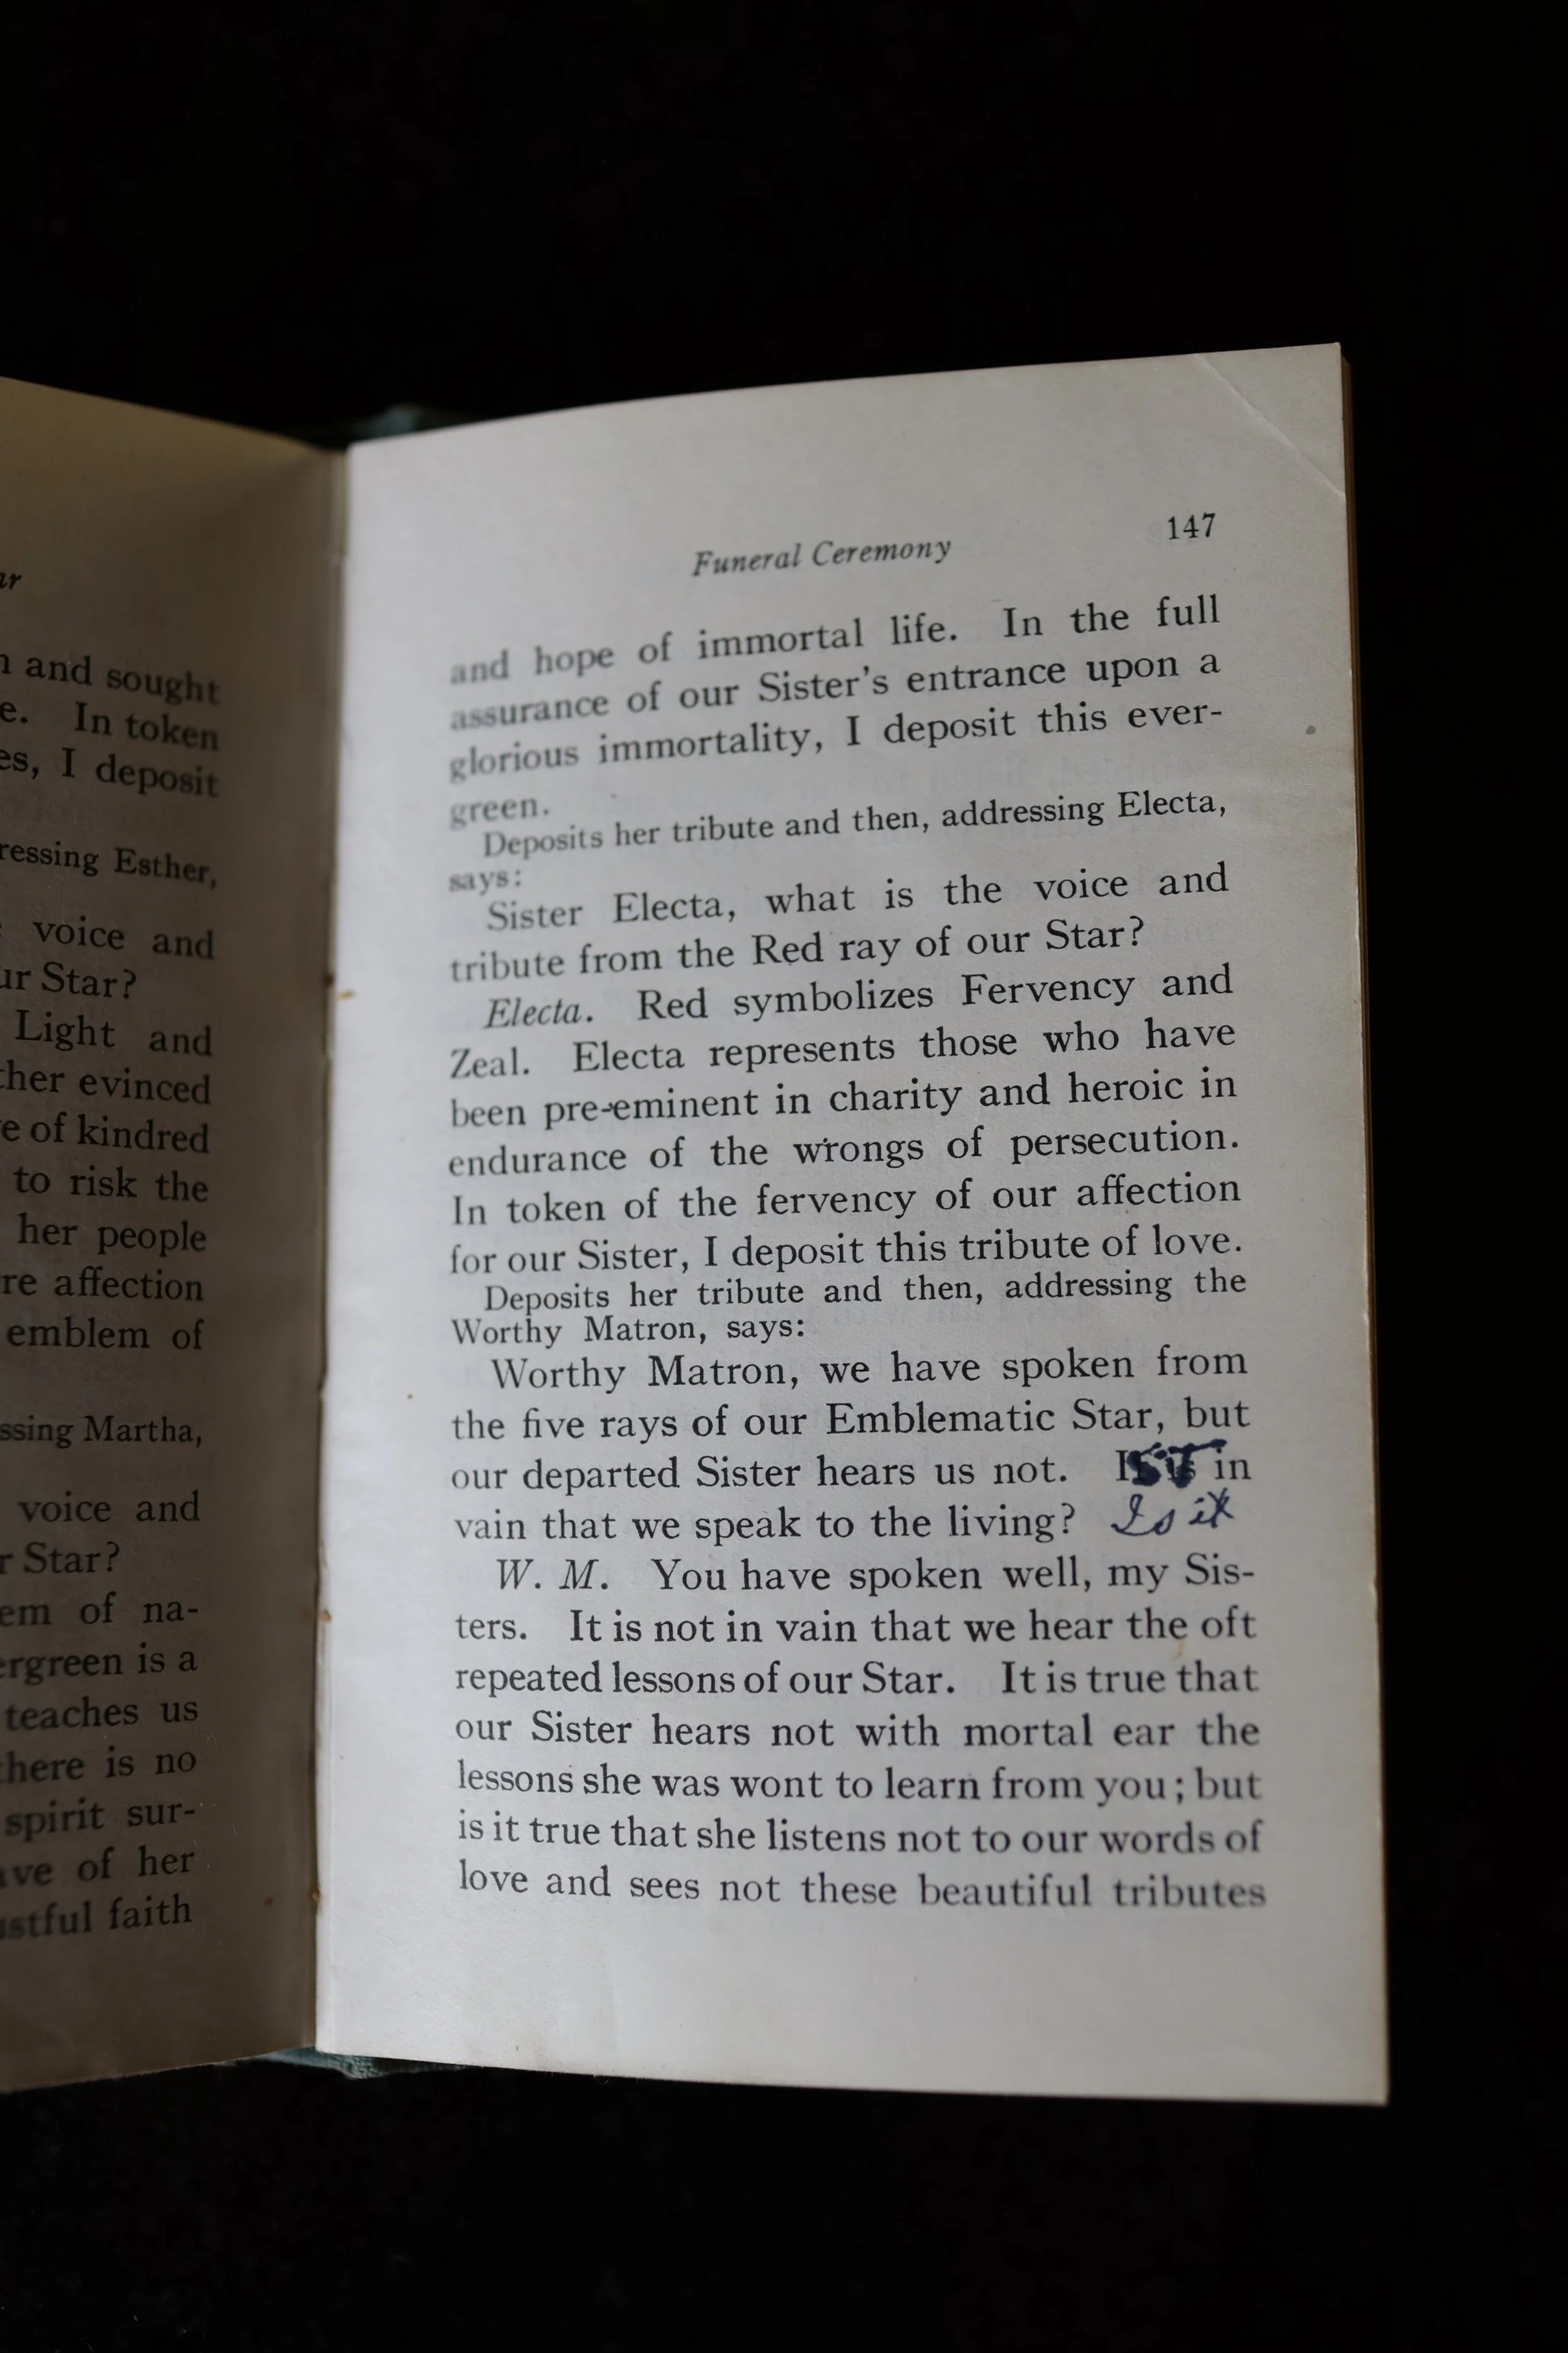 ar
and sought
e. In token
es, I deposit
ressing Esther,
voice and
ur Star?
Light and
ther evinced
e of kindred
to risk the
her people
re affection
emblem of
ssing Martha,
voice and
r Star?
em of na-
ergreen is a
teaches us
there is no
spirit sur-
ave of her
ustful faith
Funeral Ceremony 147
and hope of immortal life. In the full
assurance of our Sister's entrance upon a
glorious immortality, I deposit this ever-
green.
Deposits her tribute and then, addressing Electa,
says:
Sister Electa, what is the voice and
tribute from the Red ray of our Star?
Electa. Red symbolizes Fervency and
Zeal. Electa represents those who have
been pre-eminent in charity and heroic in
endurance of the wrongs of persecution.
In token of the fervency of our affection
for our Sister, I deposit this tribute of love.
Deposits her tribute and then, addressing the
Worthy Matron, says:
Worthy Matron, we have spoken from
the five rays of our Emblematic Star, but
our departed Sister hears us not. in
vain that we speak to the living? Is it
W. M. You have spoken well, my Sis-
ters. It is not in vain that we hear the oft
repeated lessons of our Star. It is true that
our Sister hears not with mortal ear the
lessons she was wont to learn from you; but
is it true that she listens not to our words of
love and sees not these beautiful tributes